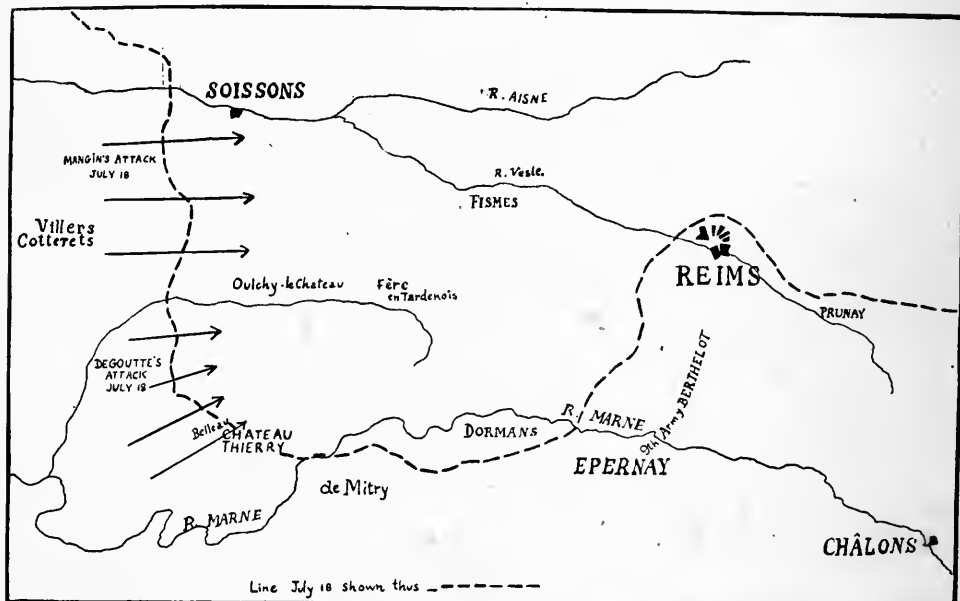 SOISSONS
R. AISNE
MANGIN'S ATTACK
JULY 18
R. Vesle.
FISMES
Villers
Cotterets
REIMS
Oulchy-le-Chateau
Fère
en Tardenois
PRUNAY
DEGOUTTE'S
ATTACK
JULY 18
9th Army BERTHELOT
Belleau
CHATEAU
THIERRY
DORMANS
R. MARNE
EPERNAY
de Mitry
R. MARNE
CHÂLONS
Line July 18 shown thus